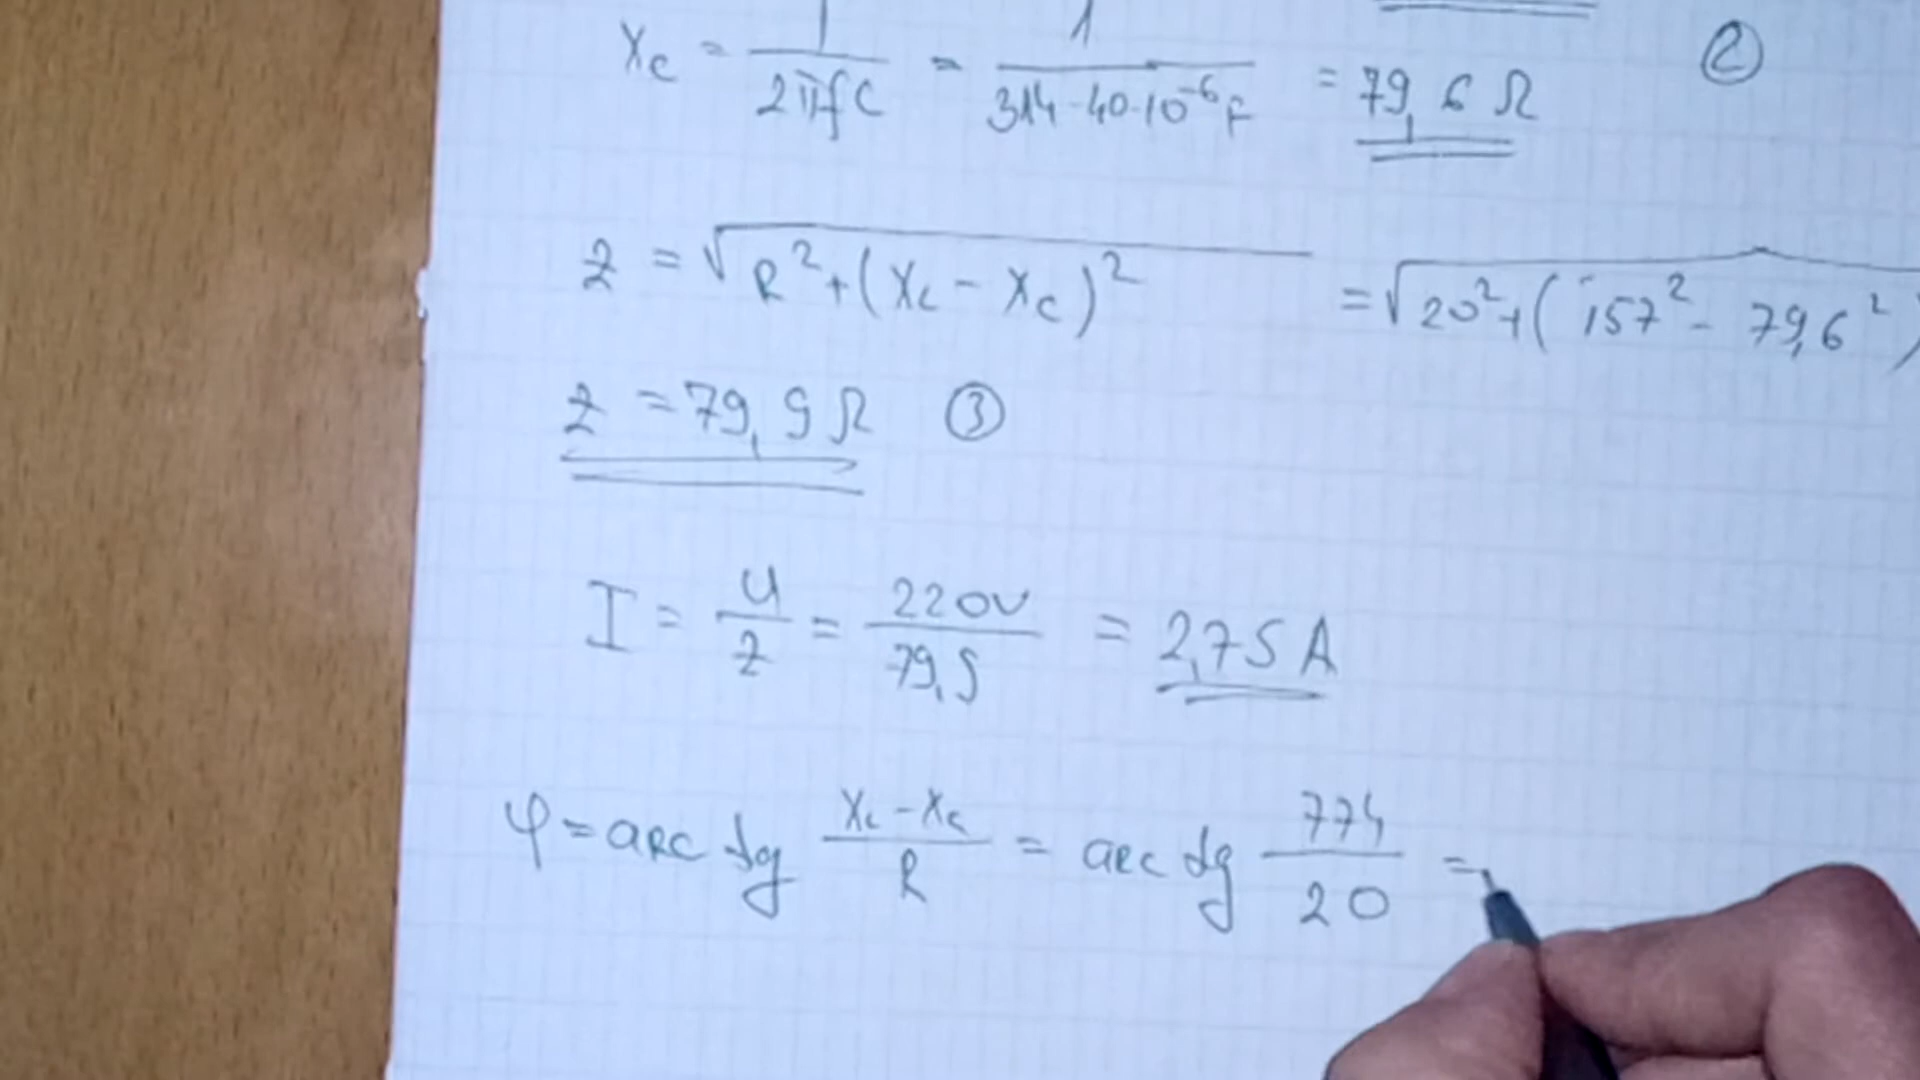 Xc = 1/2πfC = 1/314·40·10⁻⁶F = 79,6 Ω ②
Z = √R²+(XL − Xc)² = √20²+(157² − 79,6²)
Z = 79,9 Ω ③
I = U/Z = 220V/79,9 = 2,75 A
φ = arc tg XL − Xc/R = arc tg 774/20 =